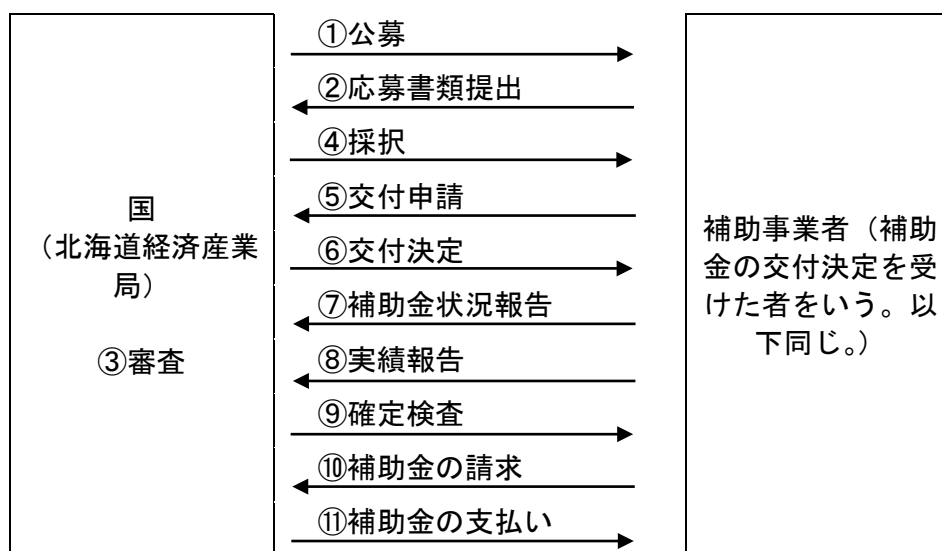 国
（北海道経済産業
局）
③審査
①公募
②応募書類提出
④採択
⑤交付申請
⑥交付決定
⑦補助金状況報告
⑧実績報告
⑨確定検査
⑩補助金の請求
⑪補助金の支払い
補助事業者（補助
金の交付決定を受
けた者をいう。以
下同じ。）